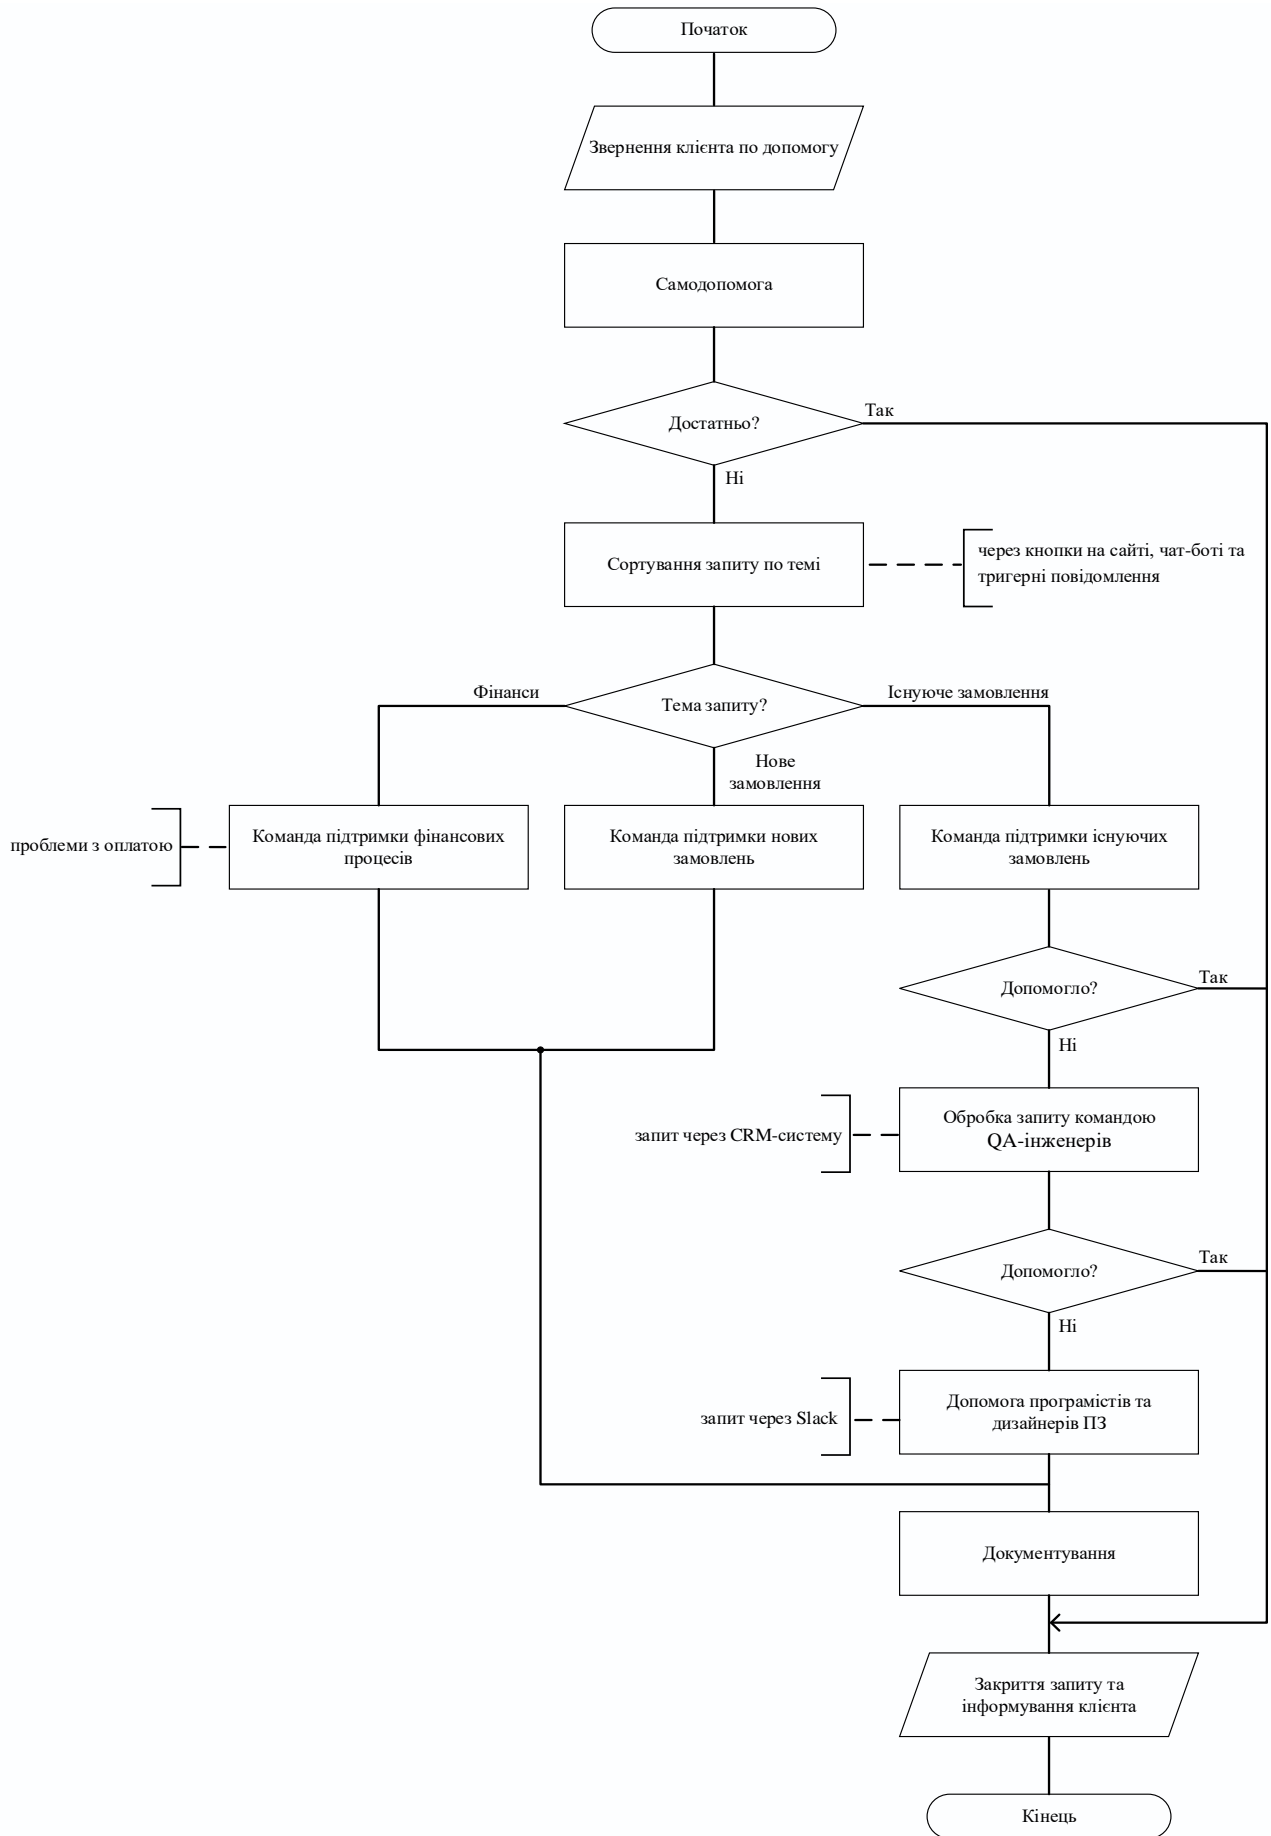 Початок
Звернення клієнта по допомогу
Самодопомога
Достатньо?
Так
Ні
Сортування запиту по темі
через кнопки на сайті, чат-боті та
тригерні повідомлення
Фінанси
Тема запиту?
Існуюче замовлення
Нове
замовлення
проблеми з оплатою
Команда підтримки фінансових
процесів
Команда підтримки нових
замовлень
Команда підтримки існуючих
замовлень
Допомогло?
Так
Ні
запит через CRM-систему
Обробка запиту командою
QA-інженерів
Допомогло?
Так
Ні
запит через Slack
Допомога програмістів та
дизайнерів ПЗ
Документування
Закриття запиту та
інформування клієнта
Кінець